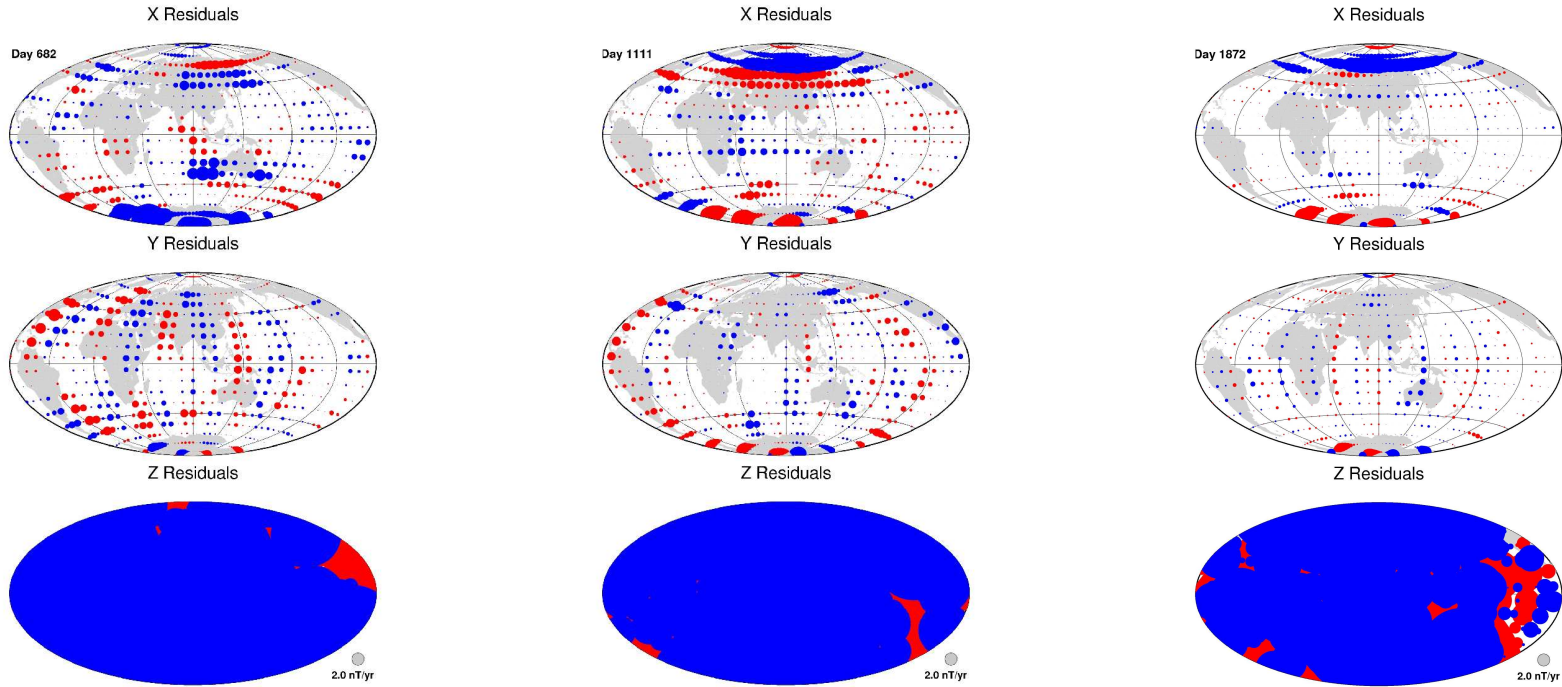 X Residuals
X Residuals
X Residuals
Day 682
Day 1111
Day 1872
Y Residuals
Y Residuals
Y Residuals
Z Residuals
Z Residuals
Z Residuals
2.0 nT/yr
2.0 nT/yr
2.0 nT/yr